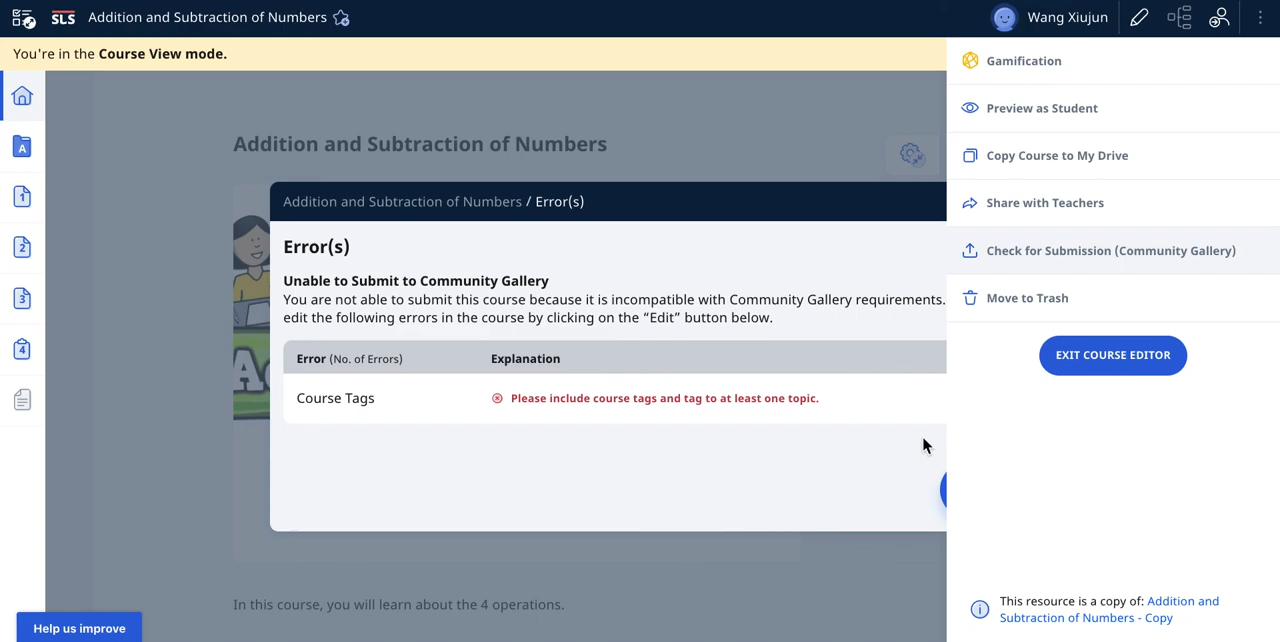 SLS Addition and Subtraction of Numbers
Wang Xiujun
You're in the Course View mode.
A
1
2
3
4
Addition and Subtraction of Numbers
Addition and Subtraction of Numbers / Error(s)
Error(s)
Unable to Submit to Community Gallery
You are not able to submit this course because it is incompatible with Community Gallery requirements.
edit the following errors in the course by clicking on the “Edit” button below.
Error (No. of Errors) Explanation
Course Tags Please include course tags and tag to at least one topic.
In this course, you will learn about the 4 operations.
Help us improve
Gamification
Preview as Student
Copy Course to My Drive
Share with Teachers
Check for Submission (Community Gallery)
Move to Trash
EXIT COURSE EDITOR
This resource is a copy of: Addition and
Subtraction of Numbers - Copy